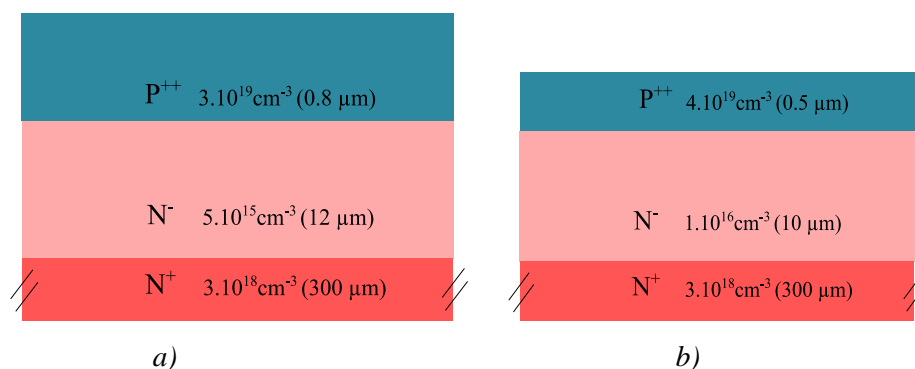 P⁺⁺ 3.10¹⁹cm⁻³ (0.8 µm)
N⁻ 5.10¹⁵cm⁻³ (12 µm)
N⁺ 3.10¹⁸cm⁻³ (300 µm)
a)
P⁺⁺ 4.10¹⁹cm⁻³ (0.5 µm)
N⁻ 1.10¹⁶cm⁻³ (10 µm)
N⁺ 3.10¹⁸cm⁻³ (300 µm)
b)